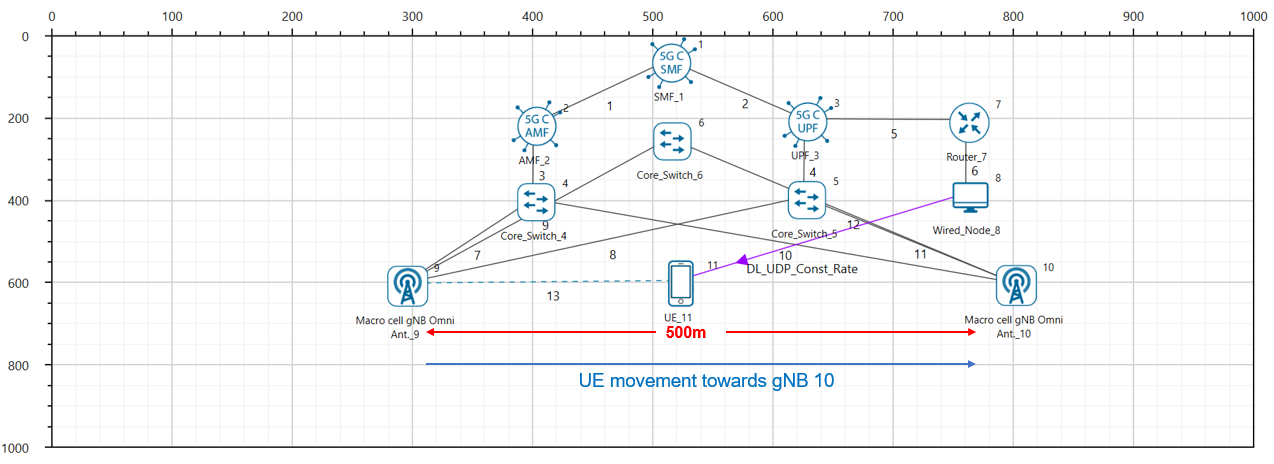 0 100 200 300 400 500 600 700 800 900 1000
0
1
5G C
SMF
SMF_1
1
2
200
2
5G C
AMF
AMF_2
3
5G C
UPF
UPF_3
6
Core_Switch_6
5
7
Router_7
3
4
4
5
6
8
400
Core_Switch_4
9
Core_Switch_5
12
Wired_Node_8
7
8
10
11
9
11
DL_UDP_Const_Rate
10
600
13
UE_11
Macro cell gNB Omni
Ant._9
Macro cell gNB Omni
Ant._10
500m
800
UE movement towards gNB 10
1000